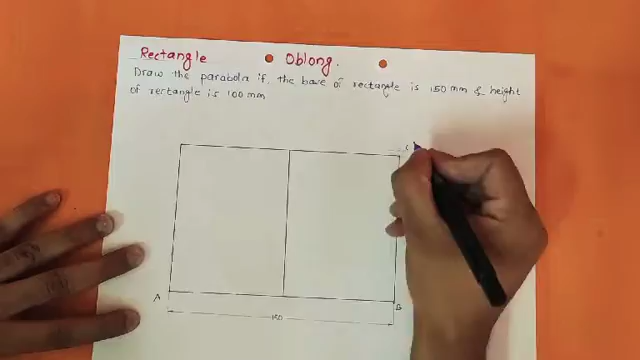 Rectangle Oblong.
Draw the parabola if the base of rectangle is 150 mm & height
of rectangle is 100 mm
C
A
B
150